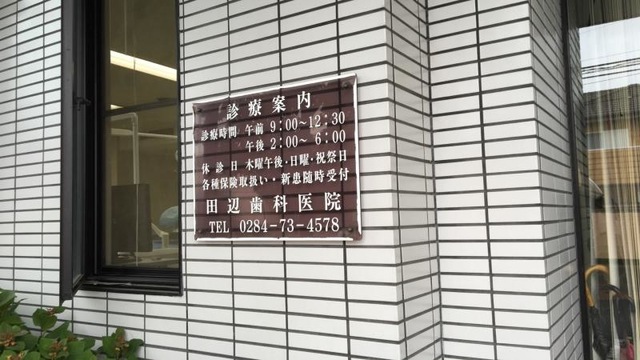 診療案内
診療時間 午前 9:00～12:30
午後 2:00～ 6:00
休診日 木曜午後・日曜・祝祭日
各種保険取扱い・新患随時受付
田辺歯科医院
TEL 0284-73-4578